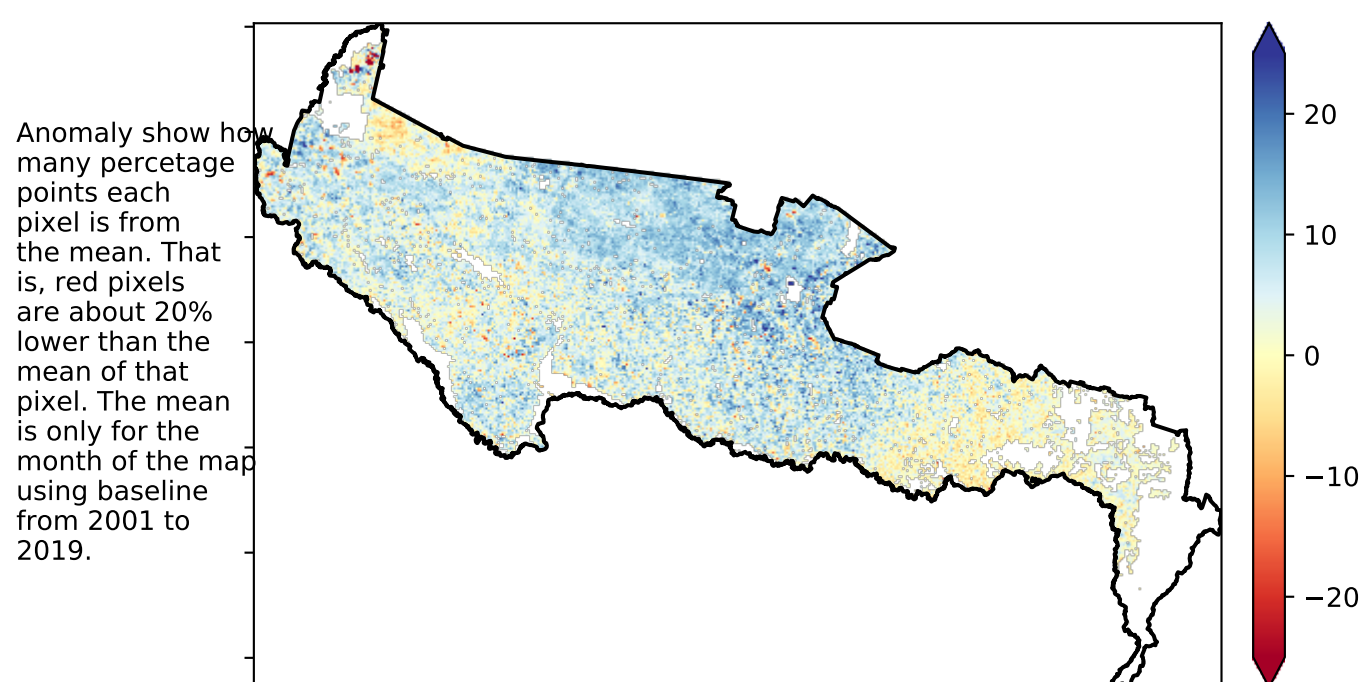 Anomaly show how
many percetage
points each
pixel is from
the mean. That
is, red pixels
are about 20%
lower than the
mean of that
pixel. The mean
is only for the
month of the map
using baseline
from 2001 to
2019.
20
10
0
−10
−20